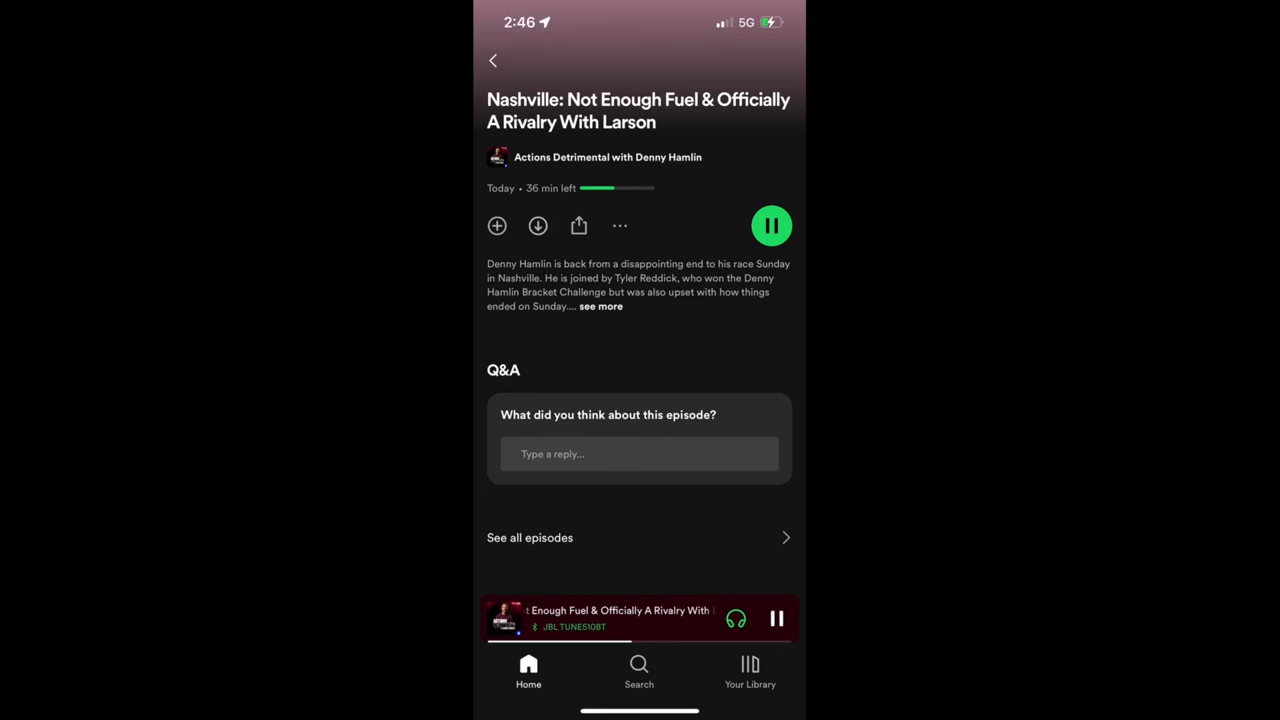 2:46
5G
Nashville: Not Enough Fuel & Officially
A Rivalry With Larson
Actions Detrimental with Denny Hamlin
Today • 36 min left
Denny Hamlin is back from a disappointing end to his race Sunday
in Nashville. He is joined by Tyler Reddick, who won the Denny
Hamlin Bracket Challenge but was also upset with how things
ended on Sunday.... see more
Q&A
What did you think about this episode?
Type a reply...
See all episodes
t Enough Fuel & Officially A Rivalry With
JBL TUNE510BT
Home
Search
Your Library